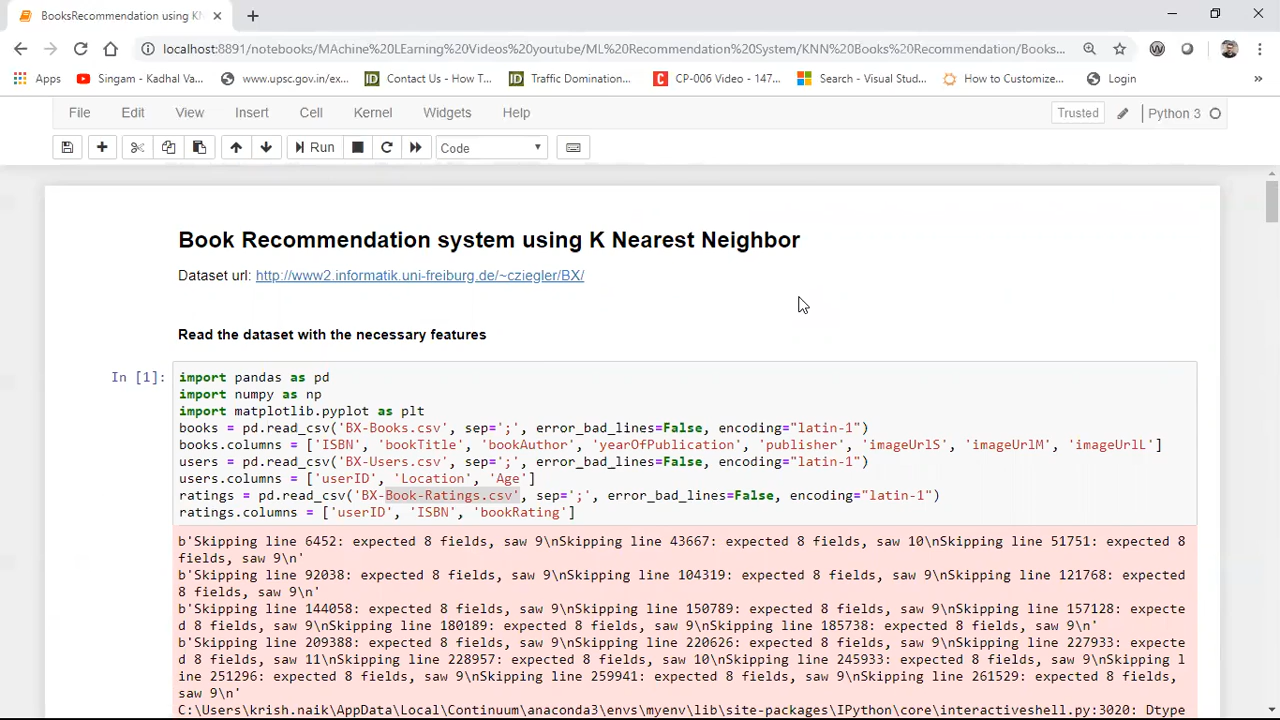 BooksRecommendation using KN
localhost:8891/notebooks/MAchine%20LEarning%20Videos%20youtube/ML%20Recommendation%20System/KNN%20Books%20Recommendation/Books...
Apps Singam - Kadhal Va... www.upsc.gov.in/ex... Contact Us - How T... Traffic Domination... CP-006 Video - 147... Search - Visual Stud... How to Customize... Login »
File Edit View Insert Cell Kernel Widgets Help Trusted Python 3
Run Code
Book Recommendation system using K Nearest Neighbor
Dataset url: http://www2.informatik.uni-freiburg.de/~cziegler/BX/
Read the dataset with the necessary features
In [1]: import pandas as pd
import numpy as np
import matplotlib.pyplot as plt
books = pd.read_csv('BX-Books.csv', sep=';', error_bad_lines=False, encoding="latin-1")
books.columns = ['ISBN', 'bookTitle', 'bookAuthor', 'yearOfPublication', 'publisher', 'imageUrlS', 'imageUrlM', 'imageUrlL']
users = pd.read_csv('BX-Users.csv', sep=';', error_bad_lines=False, encoding="latin-1")
users.columns = ['userID', 'Location', 'Age']
ratings = pd.read_csv('BX-Book-Ratings.csv', sep=';', error_bad_lines=False, encoding="latin-1")
ratings.columns = ['userID', 'ISBN', 'bookRating']
b'Skipping line 6452: expected 8 fields, saw 9\nSkipping line 43667: expected 8 fields, saw 10\nSkipping line 51751: expected 8
fields, saw 9\n'
b'Skipping line 92038: expected 8 fields, saw 9\nSkipping line 104319: expected 8 fields, saw 9\nSkipping line 121768: expected
8 fields, saw 9\n'
b'Skipping line 144058: expected 8 fields, saw 9\nSkipping line 150789: expected 8 fields, saw 9\nSkipping line 157128: expecte
d 8 fields, saw 9\nSkipping line 180189: expected 8 fields, saw 9\nSkipping line 185738: expected 8 fields, saw 9\n'
b'Skipping line 209388: expected 8 fields, saw 9\nSkipping line 220626: expected 8 fields, saw 9\nSkipping line 227933: expecte
d 8 fields, saw 11\nSkipping line 228957: expected 8 fields, saw 10\nSkipping line 245933: expected 8 fields, saw 9\nSkipping l
ine 251296: expected 8 fields, saw 9\nSkipping line 259941: expected 8 fields, saw 9\nSkipping line 261529: expected 8 fields,
saw 9\n'
C:\Users\krish.naik\AppData\Local\Continuum\anaconda3\envs\myenv\lib\site-packages\IPython\core\interactiveshell.py:3020: Dtype